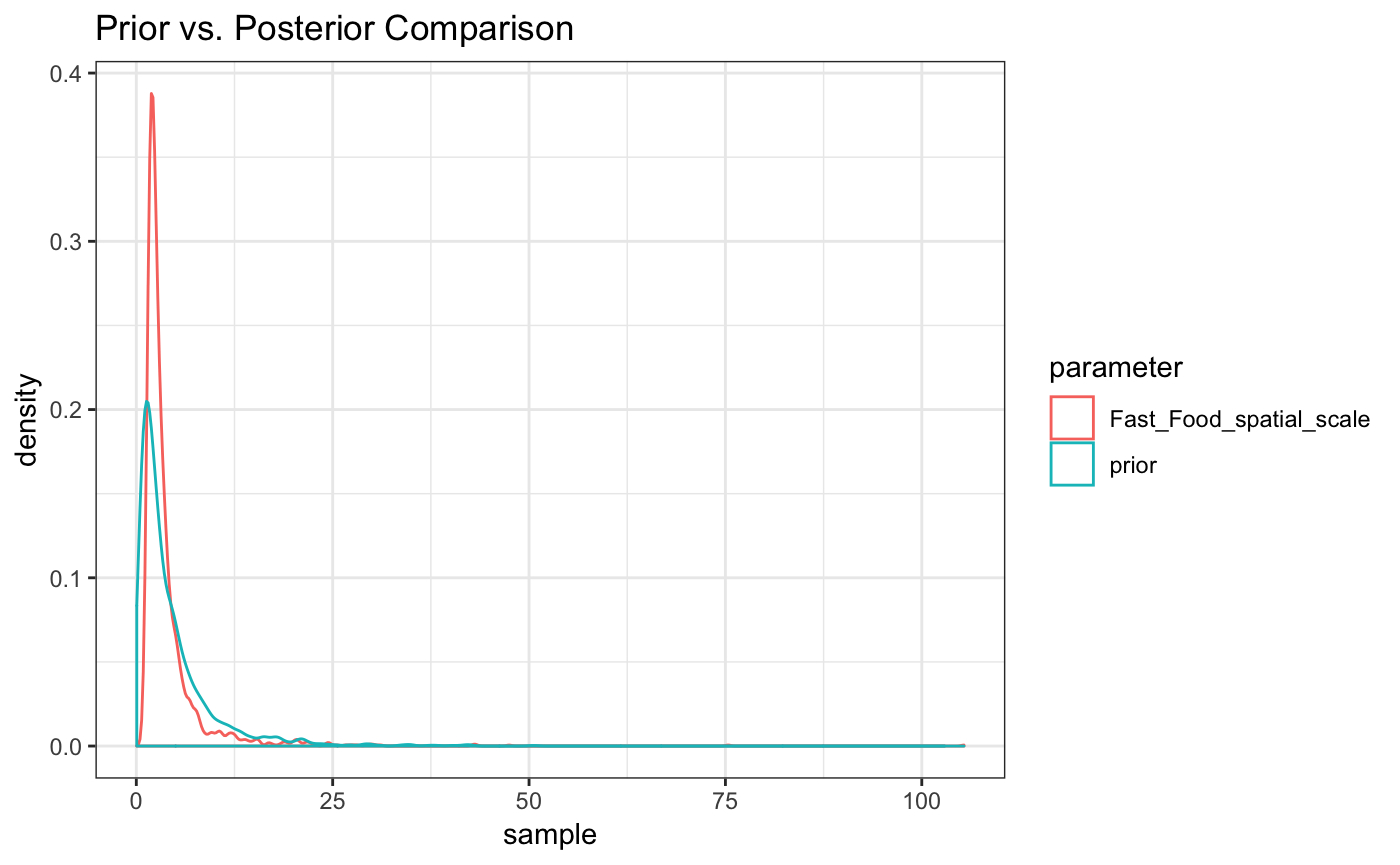 Prior vs. Posterior Comparison
0.4
0.3
0.2
0.1
0.0
density
0 25 50 75 100
sample
parameter
Fast_Food_spatial_scale
prior